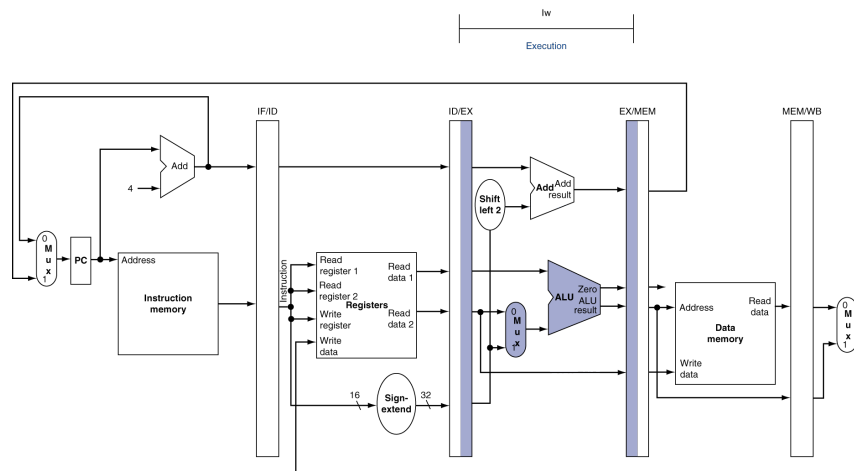 lw
Execution
IF/ID
ID/EX
EX/MEM
MEM/WB
Add
4
Shift
left 2
Add
Add
result
0
M
u
x
1
PC
Address
Instruction
memory
Instruction
Read
register 1
Read
register 2
Write
register
Write
data
Registers
Read
data 1
Read
data 2
16
Sign-
extend
32
0
M
u
x
1
ALU
Zero
ALU
result
Address
Write
data
Data
memory
Read
data
0
M
u
x
1